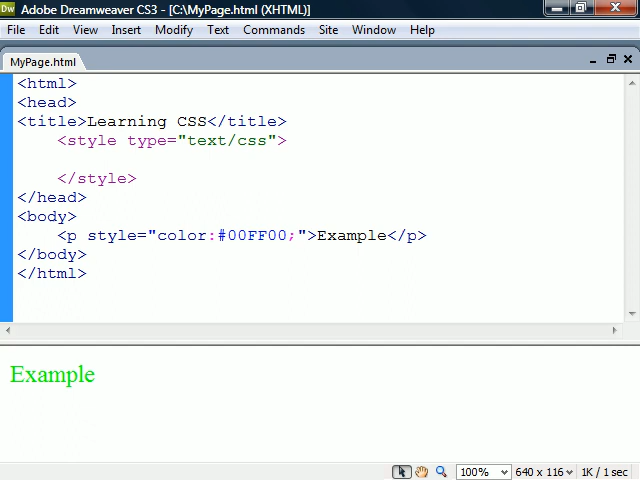 Dw Adobe Dreamweaver CS3 - [C:\MyPage.html (XHTML)]
File Edit View Insert Modify Text Commands Site Window Help
MyPage.html
<html>
<head>
<title>Learning CSS</title>
<style type="text/css">
</style>
</head>
<body>
<p style="color:#00FF00;">Example</p>
</body>
</html>
Example
100% 640 x 116 1K / 1 sec